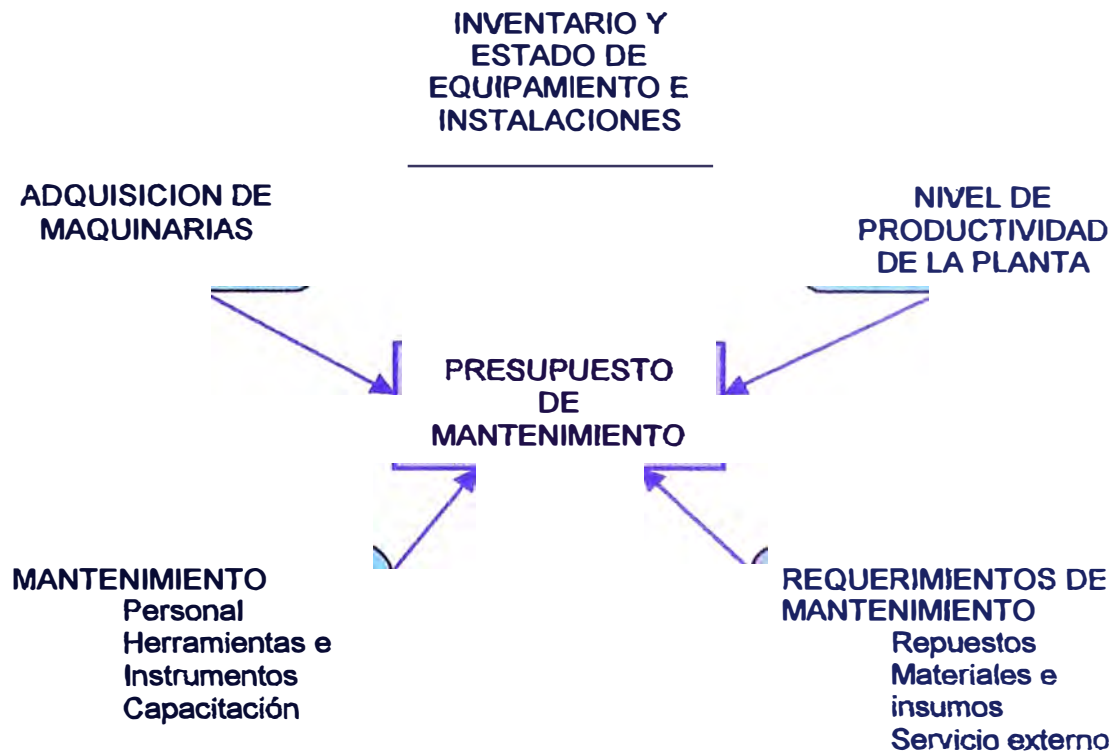 INVENTARIO Y
ESTADO DE
EQUIPAMIENTO E
INSTALACIONES
ADQUISICION DE
MAQUINARIAS
NIVEL DE
PRODUCTIVIDAD
DE LA PLANTA
PRESUPUESTO
DE
MANTENIMIENTO
MANTENIMIENTO
Personal
Herramientas e
Instrumentos
Capacitación
REQUERIMIENTOS DE
MANTENIMIENTO
Repuestos
Materiales e
insumos
Servicio externo